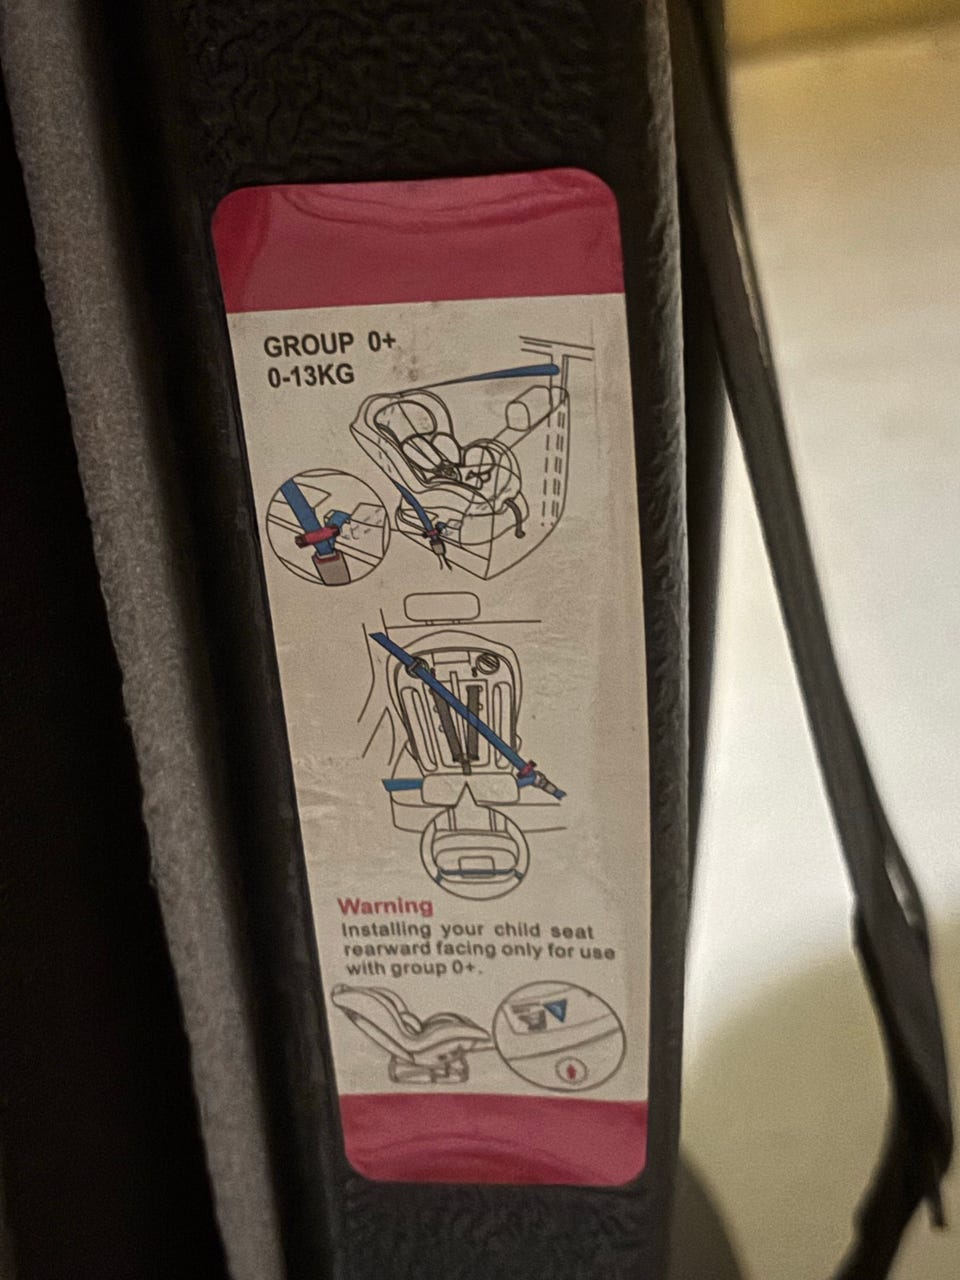 GROUP 0+
0-13KG
Warning
Installing your child seat
rearward facing only for use
with group 0+.